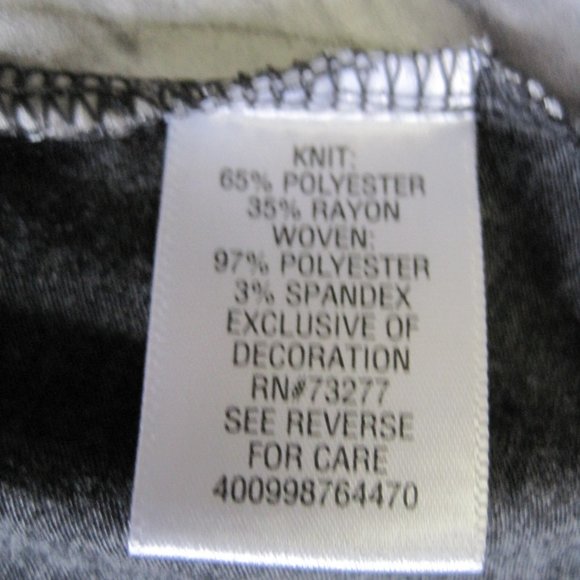 KNIT:
65% POLYESTER
35% RAYON
WOVEN:
97% POLYESTER
3% SPANDEX
EXCLUSIVE OF
DECORATION
RN#73277
SEE REVERSE
FOR CARE
400998764470